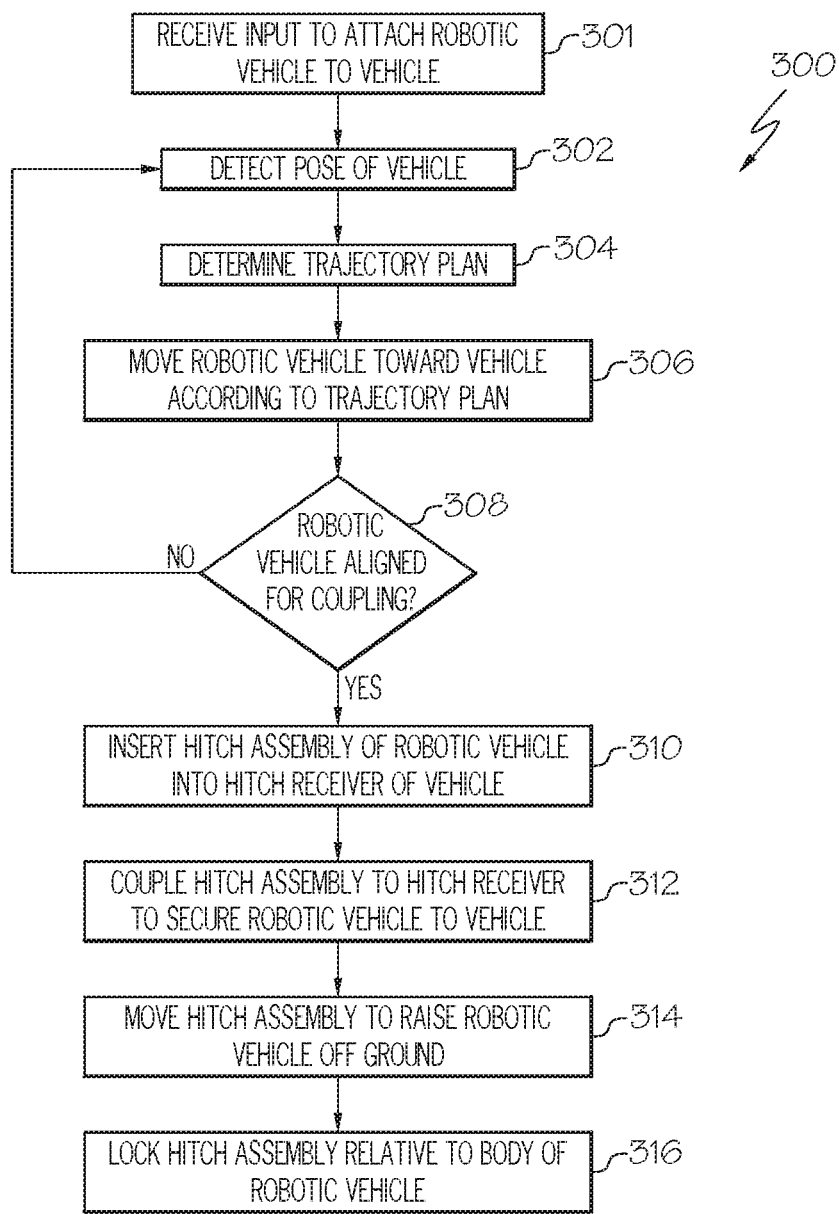 RECEIVE INPUT TO ATTACH ROBOTIC
VEHICLE TO VEHICLE
301
300
DETECT POSE OF VEHICLE
302
DETERMINE TRAJECTORY PLAN
304
MOVE ROBOTIC VEHICLE TOWARD VEHICLE
ACCORDING TO TRAJECTORY PLAN
306
ROBOTIC
VEHICLE ALIGNED
FOR COUPLING?
308
NO
YES
INSERT HITCH ASSEMBLY OF ROBOTIC VEHICLE
INTO HITCH RECEIVER OF VEHICLE
310
COUPLE HITCH ASSEMBLY TO HITCH RECEIVER
TO SECURE ROBOTIC VEHICLE TO VEHICLE
312
MOVE HITCH ASSEMBLY TO RAISE ROBOTIC
VEHICLE OFF GROUND
314
LOCK HITCH ASSEMBLY RELATIVE TO BODY OF
ROBOTIC VEHICLE
316